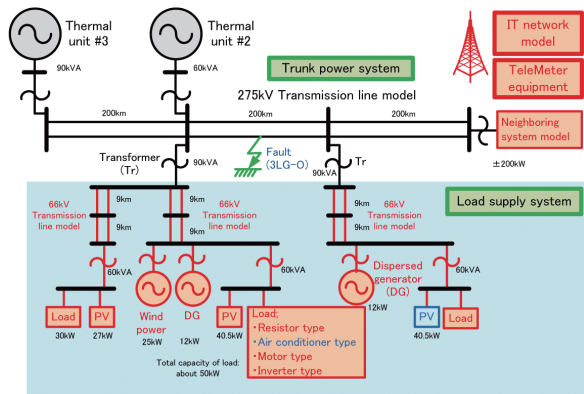 Thermal
unit #3
Thermal
unit #2
IT network
model
TeleMeter
equipment
90kVA
60kVA
Trunk power system
275kV Transmission line model
200km
200km
200km
Neighboring
system model
±200kW
Transformer
(Tr)
90kVA
Fault
(3LG-O)
Tr
90kVA
Load supply system
66kV
Transmission
line model
9km
9km
9km
9km
66kV
Transmission
line model
9km
9km
66kV
Transmission
line model
60kVA
60kVA
60kVA
Load
30kW
PV
27kW
Wind
power
25kW
DG
12kW
PV
40.5kW
Load:
・Resistor type
・Air conditioner type
・Motor type
・Inverter type
Total capacity of load:
about 50kW
Dispersed
generator
(DG)
12kW
PV
40.5kW
Load